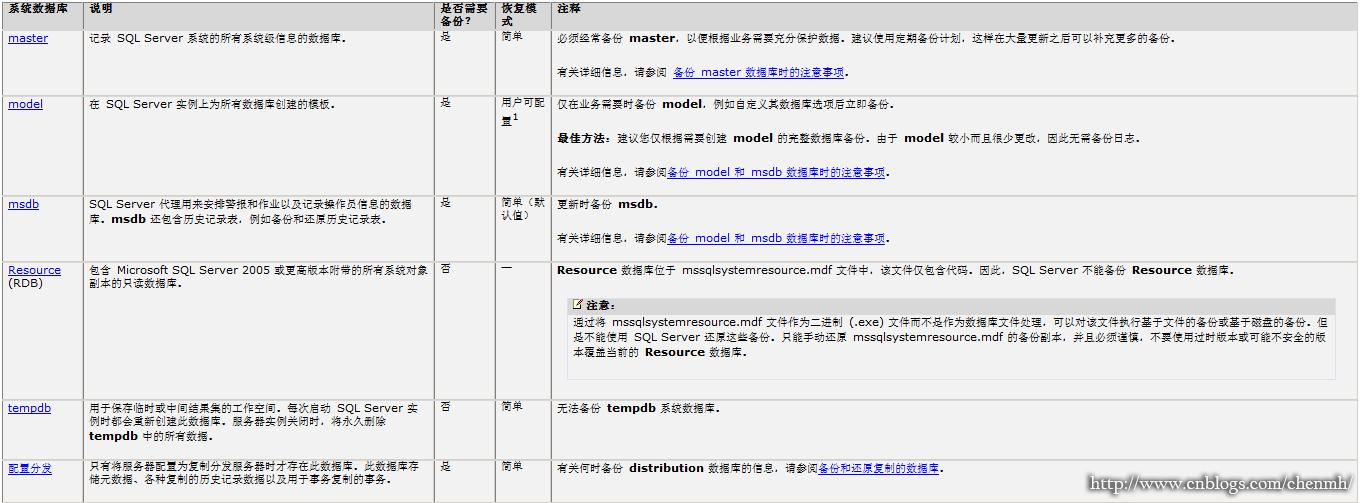 系统数据库 说明 是否需要 恢复模 注释
备份？ 式
master 记录 SQL Server 系统的所有系统级信息的数据库。 是 简单 必须经常备份 master，以便根据业务需要充分保护数据。建议使用定期备份计划，这样在大量更新之后可以补充更多的备份。
有关详细信息，请参阅 备份 master 数据库时的注意事项。
model 在 SQL Server 实例上为所有数据库创建的模板。 是 用户可配 仅在业务需要时备份 model，例如自定义其数据库选项后立即备份。
置1
最佳方法：建议您仅根据需要创建 model 的完整数据库备份。由于 model 较小而且很少更改，因此无需备份日志。
有关详细信息，请参阅备份 model 和 msdb 数据库时的注意事项。
msdb SQL Server 代理用来安排警报和作业以及记录操作员信息的数据 是 简单（默 更新时备份 msdb。
库。msdb 还包含历史记录表，例如备份和还原历史记录表。 认值）
有关详细信息，请参阅备份 model 和 msdb 数据库时的注意事项。
Resource 包含 Microsoft SQL Server 2005 或更高版本附带的所有系统对象 否 — Resource 数据库位于 mssqlsystemresource.mdf 文件中，该文件仅包含代码。因此，SQL Server 不能备份 Resource 数据库。
(RDB) 副本的只读数据库。
注意：
通过将 mssqlsystemresource.mdf 文件作为二进制 (.exe) 文件而不是作为数据库文件处理，可以对该文件执行基于文件的备份或基于磁盘的备份。但
是不能使用 SQL Server 还原这些备份。只能手动还原 mssqlsystemresource.mdf 的备份副本，并且必须谨慎，不要使用过时版本或可能不安全的版
本覆盖当前的 Resource 数据库。
tempdb 用于保存临时或中间结果集的工作空间。每次启动 SQL Server 实 否 简单 无法备份 tempdb 系统数据库。
例时都会重新创建此数据库。服务器实例关闭时，将永久删除
tempdb 中的所有数据。
配置分发 只有将服务器配置为复制分发服务器时才存在此数据库。此数据库存 是 简单 有关何时备份 distribution 数据库的信息，请参阅备份和还原复制的数据库。
储元数据、各种复制的历史记录数据以及用于事务复制的事务。
http://www.cnblogs.com/chenmh/